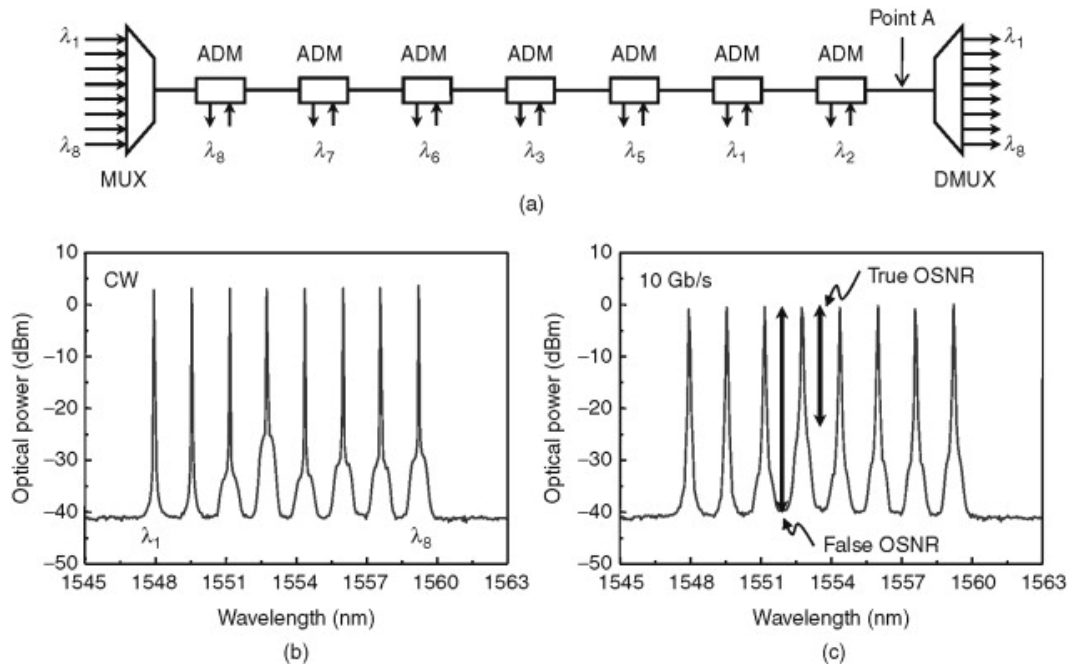 Point A
λ1 ADM ADM ADM ADM ADM ADM ADM λ1
λ8 λ8 λ7 λ6 λ3 λ5 λ1 λ2 λ8
MUX DMUX
(a)
10
0
−10
−20
−30
−40
−50
Optical power (dBm)
CW
λ1 λ8
1545 1548 1551 1554 1557 1560 1563
Wavelength (nm)
(b)
10
0
−10
−20
−30
−40
−50
Optical power (dBm)
10 Gb/s
True OSNR
False OSNR
1545 1548 1551 1554 1557 1560 1563
Wavelength (nm)
(c)